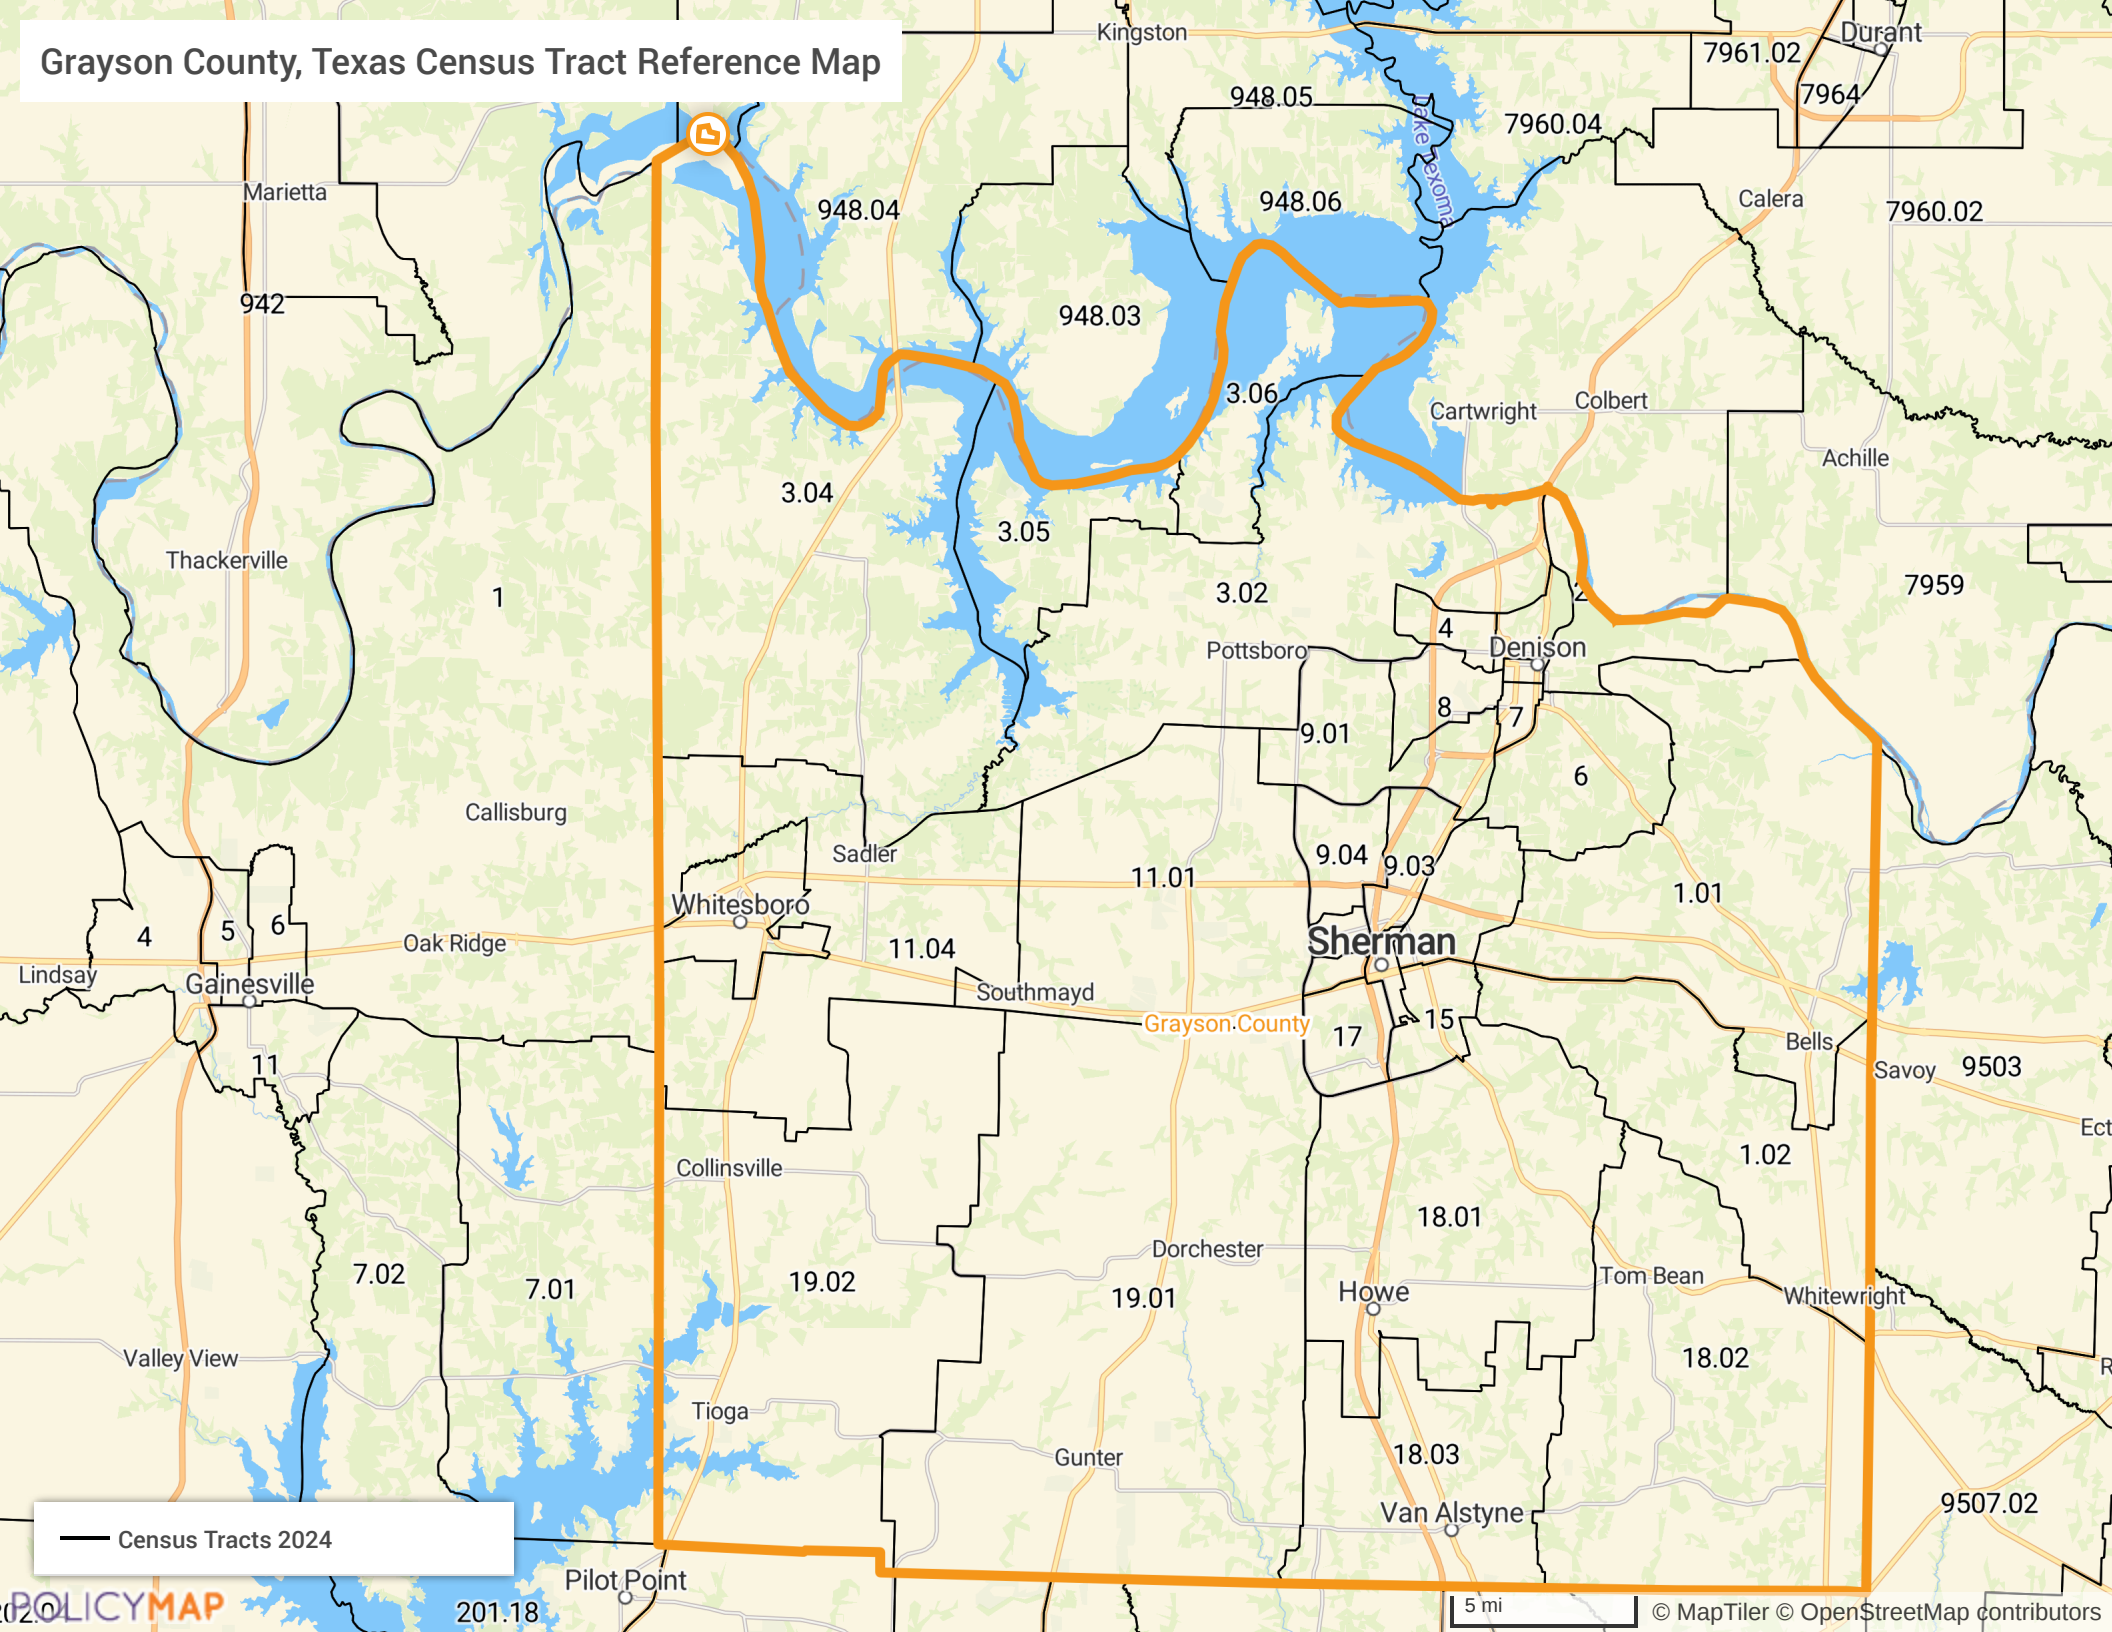 Grayson County, Texas Census Tract Reference Map
Kingston
Durant
7961.02
7964
948.05
7960.04
Lake Texoma
Marietta
948.04
948.06
Calera
7960.02
942
948.03
3.06
Cartwright
Colbert
Achille
3.04
3.05
Thackerville
1
3.02
2
7959
4
Denison
Pottsboro
8
7
9.01
6
Callisburg
Sadler
9.04
9.03
11.01
1.01
Whitesboro
4
5
6
Oak Ridge
11.04
Sherman
Lindsay
Gainesville
Southmayd
Grayson County
15
17
Bells
11
Savoy
9503
Ect
1.02
Collinsville
18.01
7.02
7.01
19.02
Dorchester
19.01
Howe
Tom Bean
Whitewright
Valley View
18.02
R
Tioga
Gunter
18.03
Van Alstyne
9507.02
Census Tracts 2024
Pilot Point
201.18
202.04
POLICYMAP
5 mi
© MapTiler © OpenStreetMap contributors